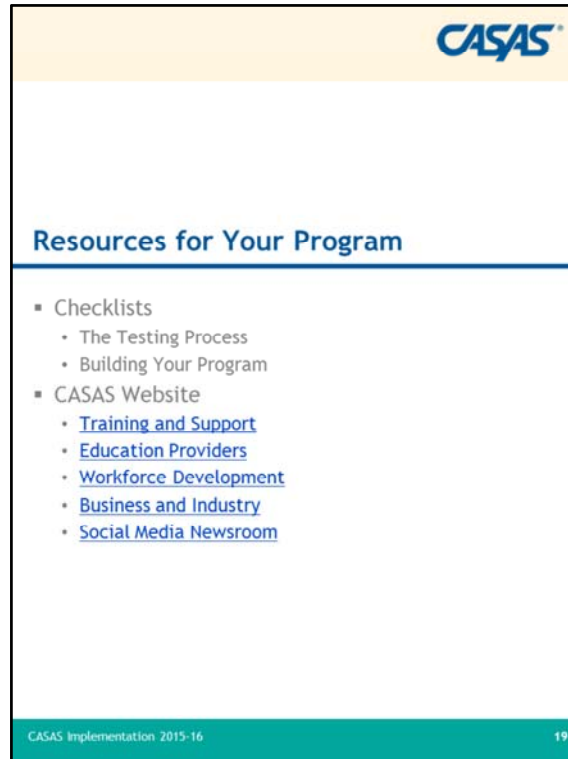 CASAS
Resources for Your Program
▪ Checklists
• The Testing Process
• Building Your Program
▪ CASAS Website
• Training and Support
• Education Providers
• Workforce Development
• Business and Industry
• Social Media Newsroom
CASAS Implementation 2015-16 19